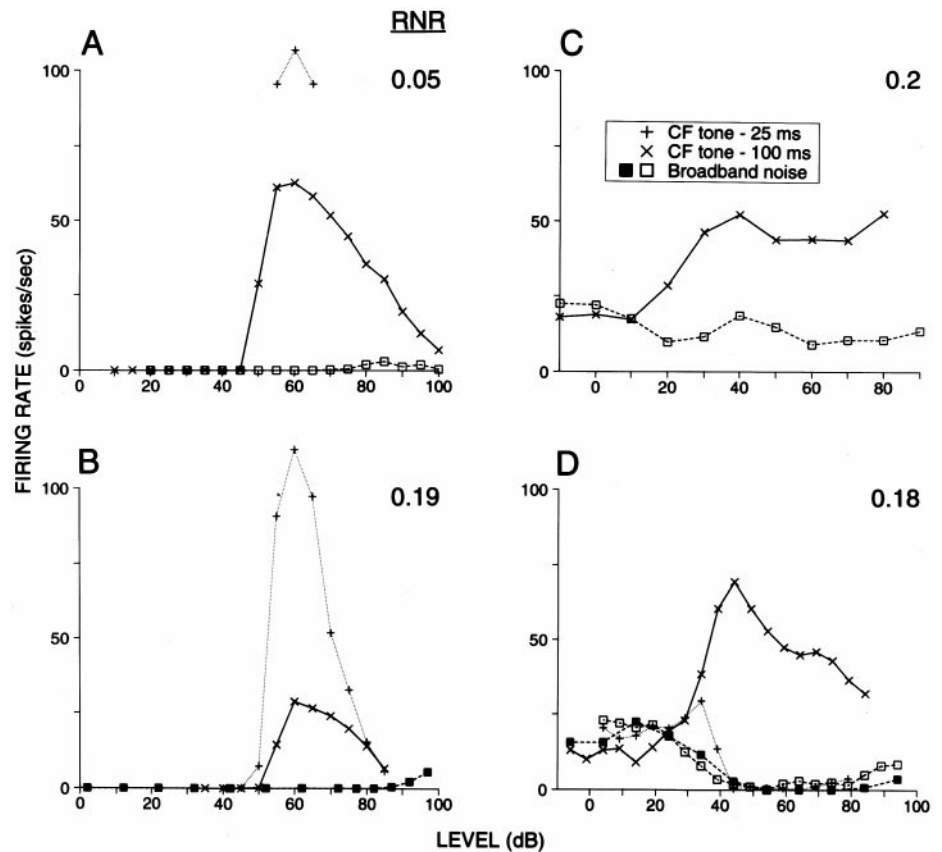 RNR
A
0.05
C
0.2
100
50
0
0 20 40 60 80 100
+ CF tone - 25 ms
× CF tone - 100 ms
■ □ Broadband noise
100
50
0
0 20 40 60 80
FIRING RATE (spikes/sec)
B
0.19
D
0.18
100
50
0
0 20 40 60 80 100
100
50
0
0 20 40 60 80 100
LEVEL (dB)